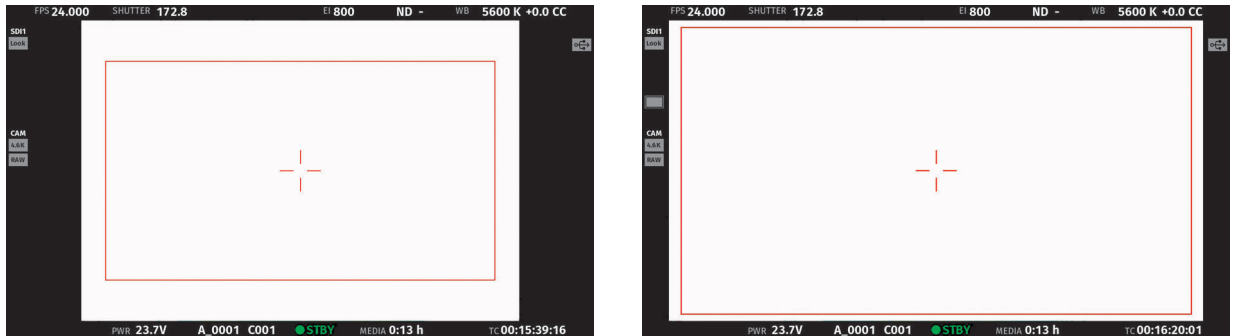 FPS 24.000 SHUTTER 172.8 EI 800 ND - WB 5600 K +0.0 CC
SDI1
Look
CAM
4.6K
RAW
PWR 23.7V A_0001 C001 STBY MEDIA 0:13 h TC 00:15:39:16
FPS 24.000 SHUTTER 172.8 EI 800 ND - WB 5600 K +0.0 CC
SDI1
Look
CAM
4.6K
RAW
PWR 23.7V A_0001 C001 STBY MEDIA 0:13 h TC 00:16:20:01